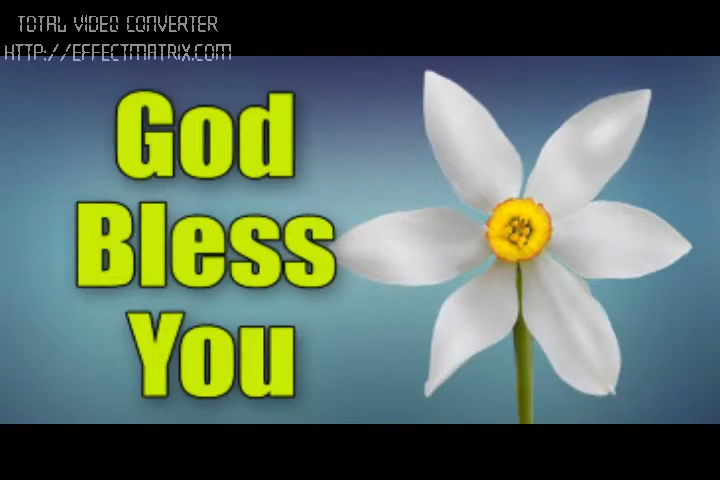 TOTAL VIDEO CONVERTER
HTTP://EFFECTMATRIX.COM
God
Bless
You